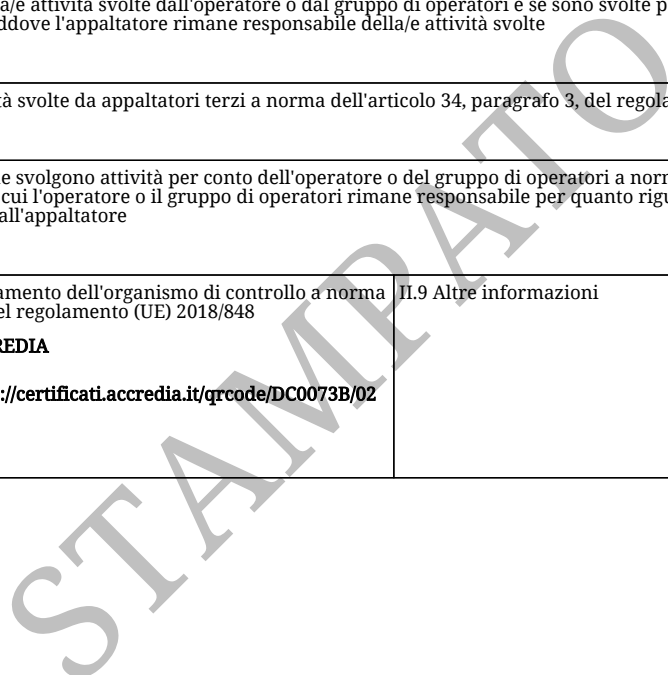 a/e attività svolte dall'operatore o dal gruppo di operatori e se sono svolte p
ddove l'appaltatore rimane responsabile della/e attività svolte
tà svolte da appaltatori terzi a norma dell'articolo 34, paragrafo 3, del regola
e svolgono attività per conto dell'operatore o del gruppo di operatori a norm
cui l'operatore o il gruppo di operatori rimane responsabile per quanto rigu
all'appaltatore
amento dell'organismo di controllo a norma
el regolamento (UE) 2018/848
REDIA
://certificati.accredia.it/qrcode/DC0073B/02
II.9 Altre informazioni
STAMPATO